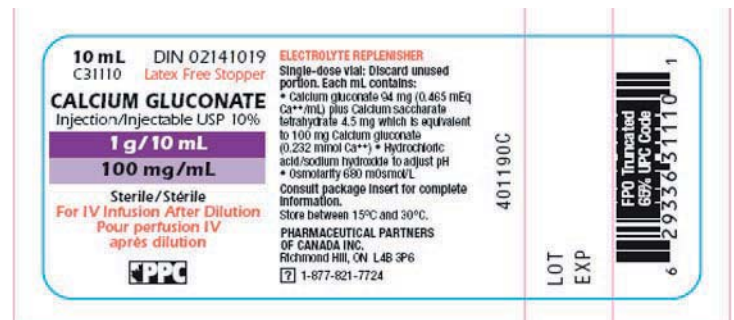 10 mL DIN 02141019
C31110 Latex Free Stopper
CALCIUM GLUCONATE
Injection/Injectable USP 10%
1 g/10 mL
100 mg/mL
Sterile/Stérile
For IV Infusion After Dilution
Pour perfusion IV
après dilution
PPC
ELECTROLYTE REPLENISHER
Single-dose vial: Discard unused
portion. Each mL contains:
• Calcium gluconate 94 mg (0.465 mEq
Ca⁺⁺/mL) plus Calcium saccharate
tetrahydrate 4.5 mg which is equivalent
to 100 mg Calcium gluconate
(0.232 mmol Ca⁺⁺) • Hydrochloric
acid/sodium hydroxide to adjust pH
• Osmolarity 680 mOsmol/L
Consult package insert for complete
information.
Store between 15ºC and 30ºC.
PHARMACEUTICAL PARTNERS
OF CANADA INC.
Richmond Hill, ON L4B 3P6
? 1-877-821-7724
401190C
LOT
EXP
FPO Truncated
65% UPC Code
6 29336 31110 1